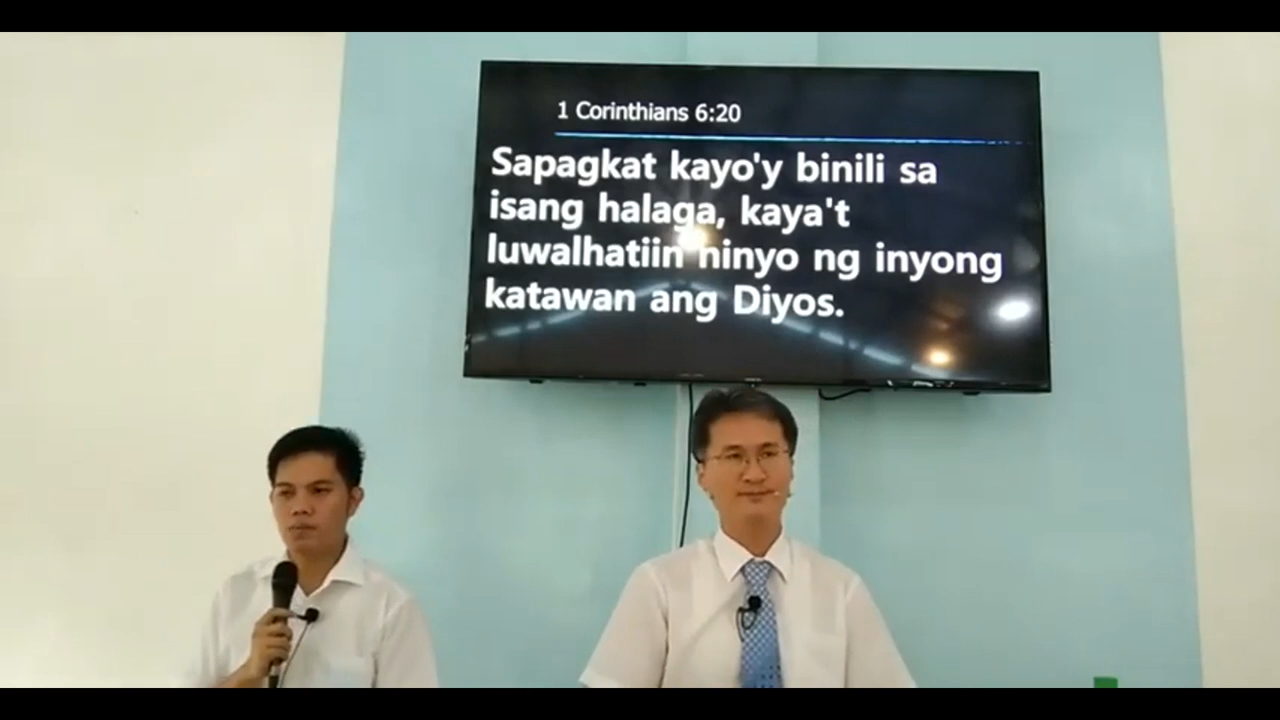 1 Corinthians 6:20
Sapagkat kayo'y binili sa
isang halaga, kaya't
luwalhatiin ninyo ng inyong
katawan ang Diyos.